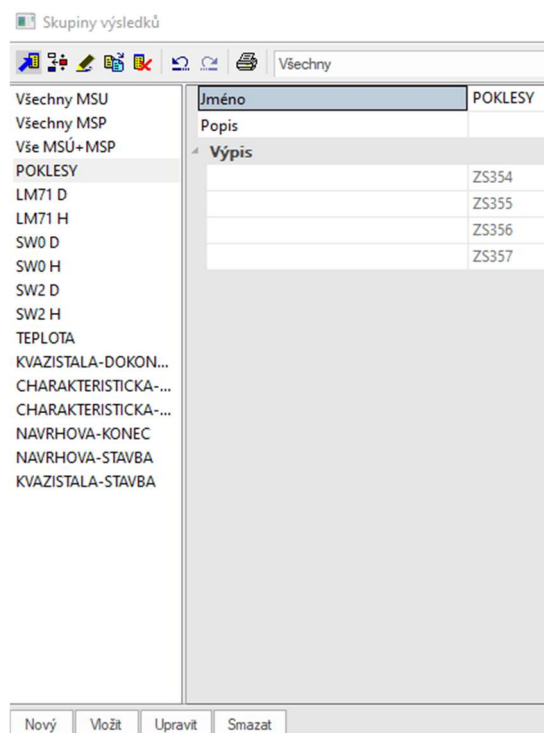 Skupiny výsledků
Všechny
Všechny MSU
Všechny MSP
Vše MSÚ+MSP
POKLESY
LM71 D
LM71 H
SW0 D
SW0 H
SW2 D
SW2 H
TEPLOTA
KVAZISTALA-DOKON...
CHARAKTERISTICKA-...
CHARAKTERISTICKA-...
NAVRHOVA-KONEC
NAVRHOVA-STAVBA
KVAZISTALA-STAVBA
Jméno POKLESY
Popis
Výpis
ZS354
ZS355
ZS356
ZS357
Nový Vložit Upravit Smazat